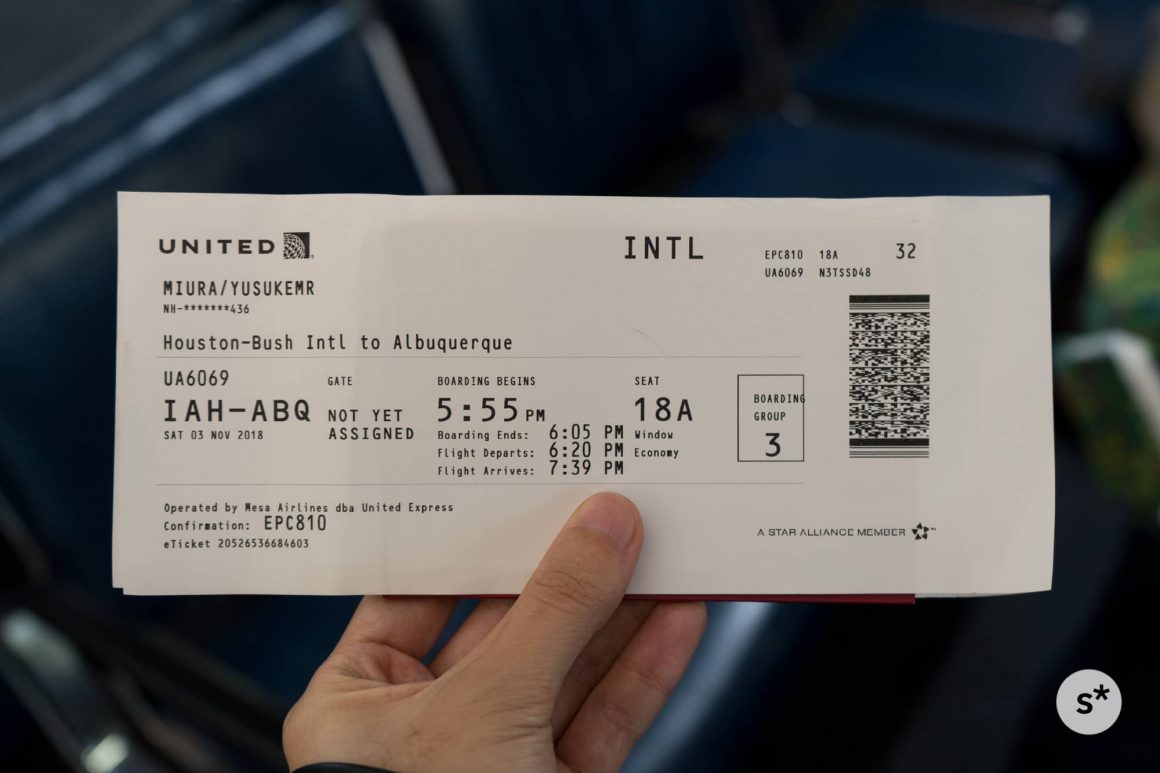 UNITED
INTL
EPC810 18A
UA6069 N3TSSD48
32
MIURA/YUSUKEMR
NH-*******436
Houston-Bush Intl to Albuquerque
UA6069
IAH-ABQ
SAT 03 NOV 2018
GATE
NOT YET
ASSIGNED
BOARDING BEGINS
5:55 PM
Boarding Ends: 6:05 PM
Flight Departs: 6:20 PM
Flight Arrives: 7:39 PM
SEAT
18A
Window
Economy
BOARDING
GROUP
3
Operated by Mesa Airlines dba United Express
Confirmation: EPC810
eTicket 20526536684603
A STAR ALLIANCE MEMBER
s*